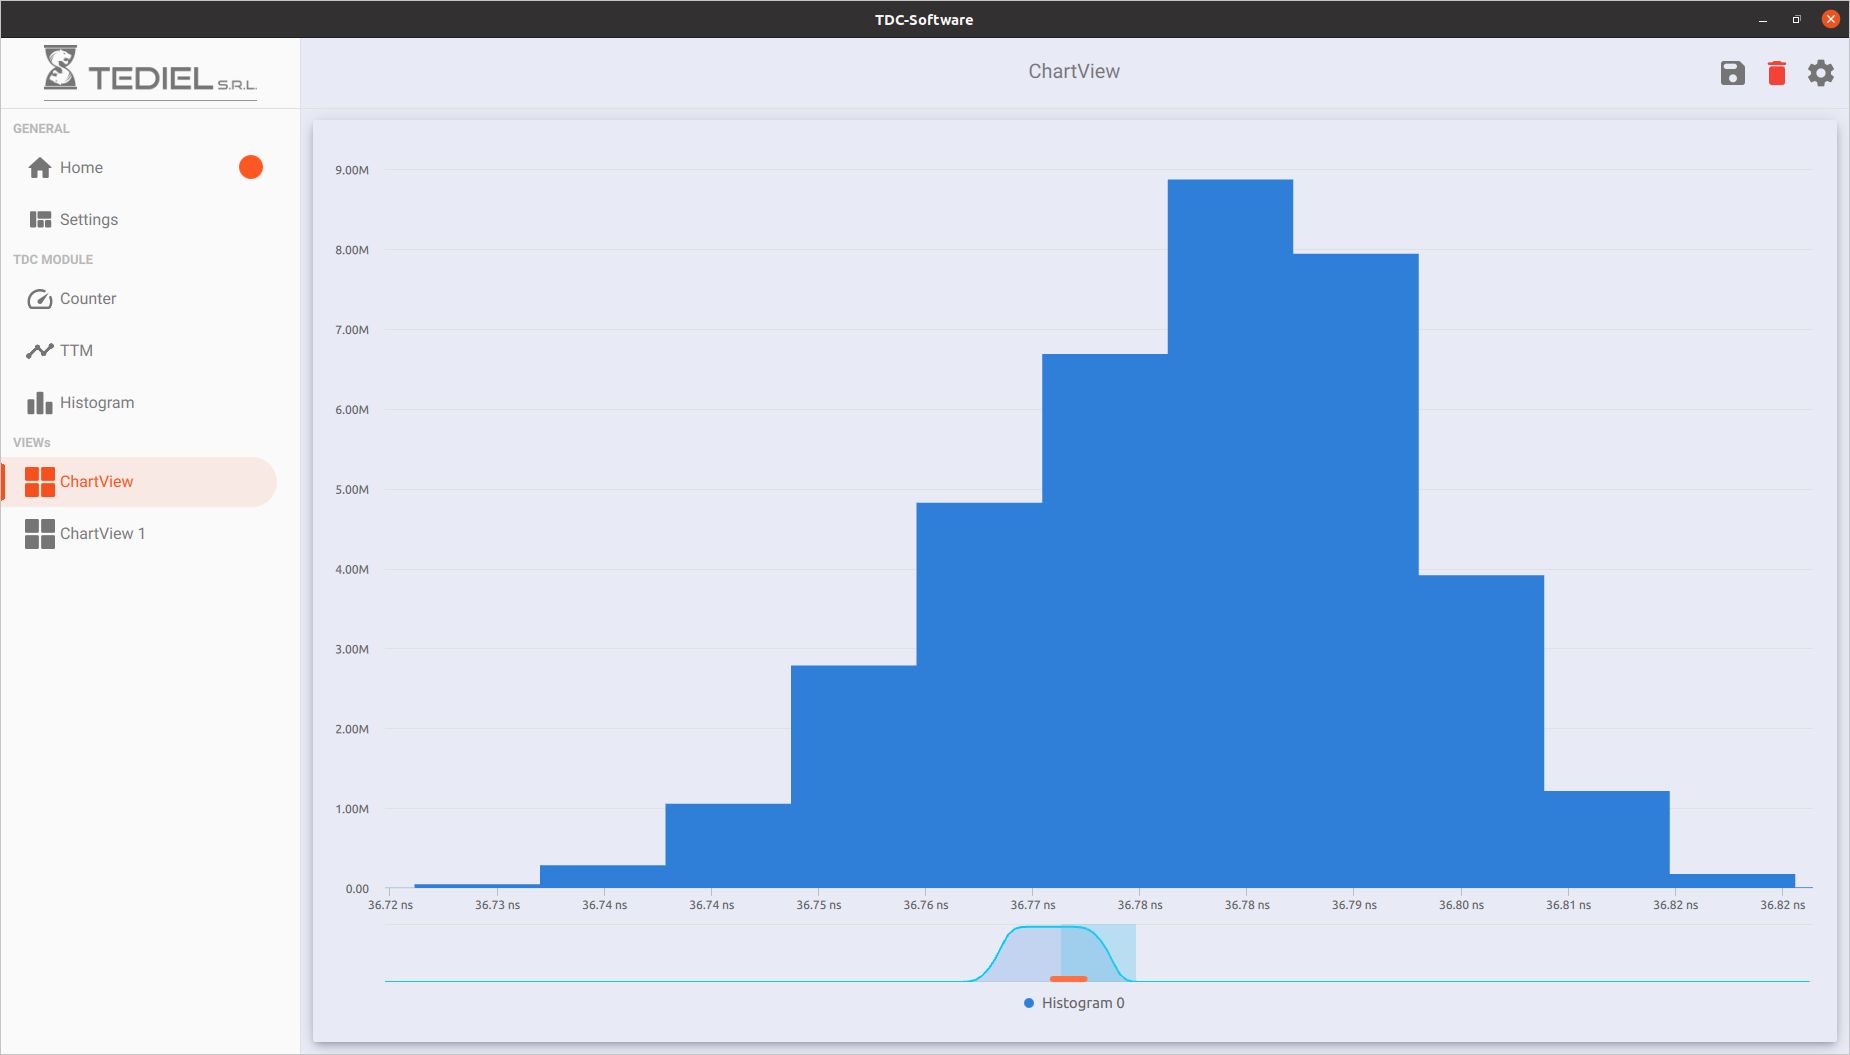 TDC-Software
TEDIEL S.R.L.
ChartView
GENERAL
Home
Settings
TDC MODULE
Counter
TTM
Histogram
VIEWs
ChartView
ChartView 1
9.00M
8.00M
7.00M
6.00M
5.00M
4.00M
3.00M
2.00M
1.00M
0.00
36.72 ns 36.73 ns 36.74 ns 36.74 ns 36.75 ns 36.76 ns 36.77 ns 36.78 ns 36.78 ns 36.79 ns 36.80 ns 36.81 ns 36.82 ns 36.82 ns
Histogram 0